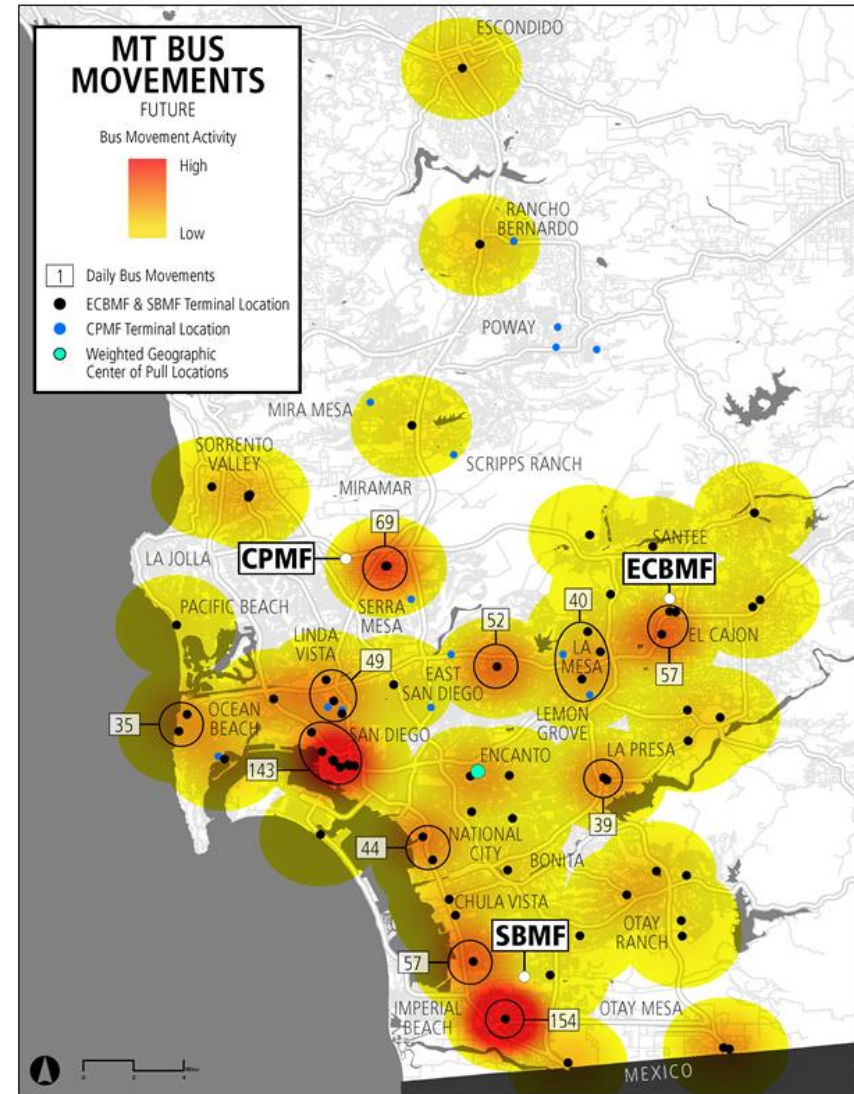 MT BUS
MOVEMENTS
FUTURE
Bus Movement Activity
High
Low
1 Daily Bus Movements
ECBMF & SBMF Terminal Location
CPMF Terminal Location
Weighted Geographic
Center of Pull Locations
ESCONDIDO
RANCHO
BERNARDO
POWAY
MIRA MESA
SORRENTO
VALLEY
SCRIPPS RANCH
MIRAMAR
69
LA JOLLA
CPMF
SANTEE
ECBMF
PACIFIC BEACH
SERRA
MESA
40
LINDA
VISTA
52
EL CAJON
49
EAST
SAN DIEGO
LA
MESA
57
35
OCEAN
BEACH
LEMON
GROVE
SAN DIEGO
143
ENCANTO
LA PRESA
39
44
NATIONAL
CITY
BONITA
CHULA VISTA
OTAY
RANCH
SBMF
57
IMPERIAL
BEACH
154
OTAY MESA
MEXICO
0 2 4
Miles